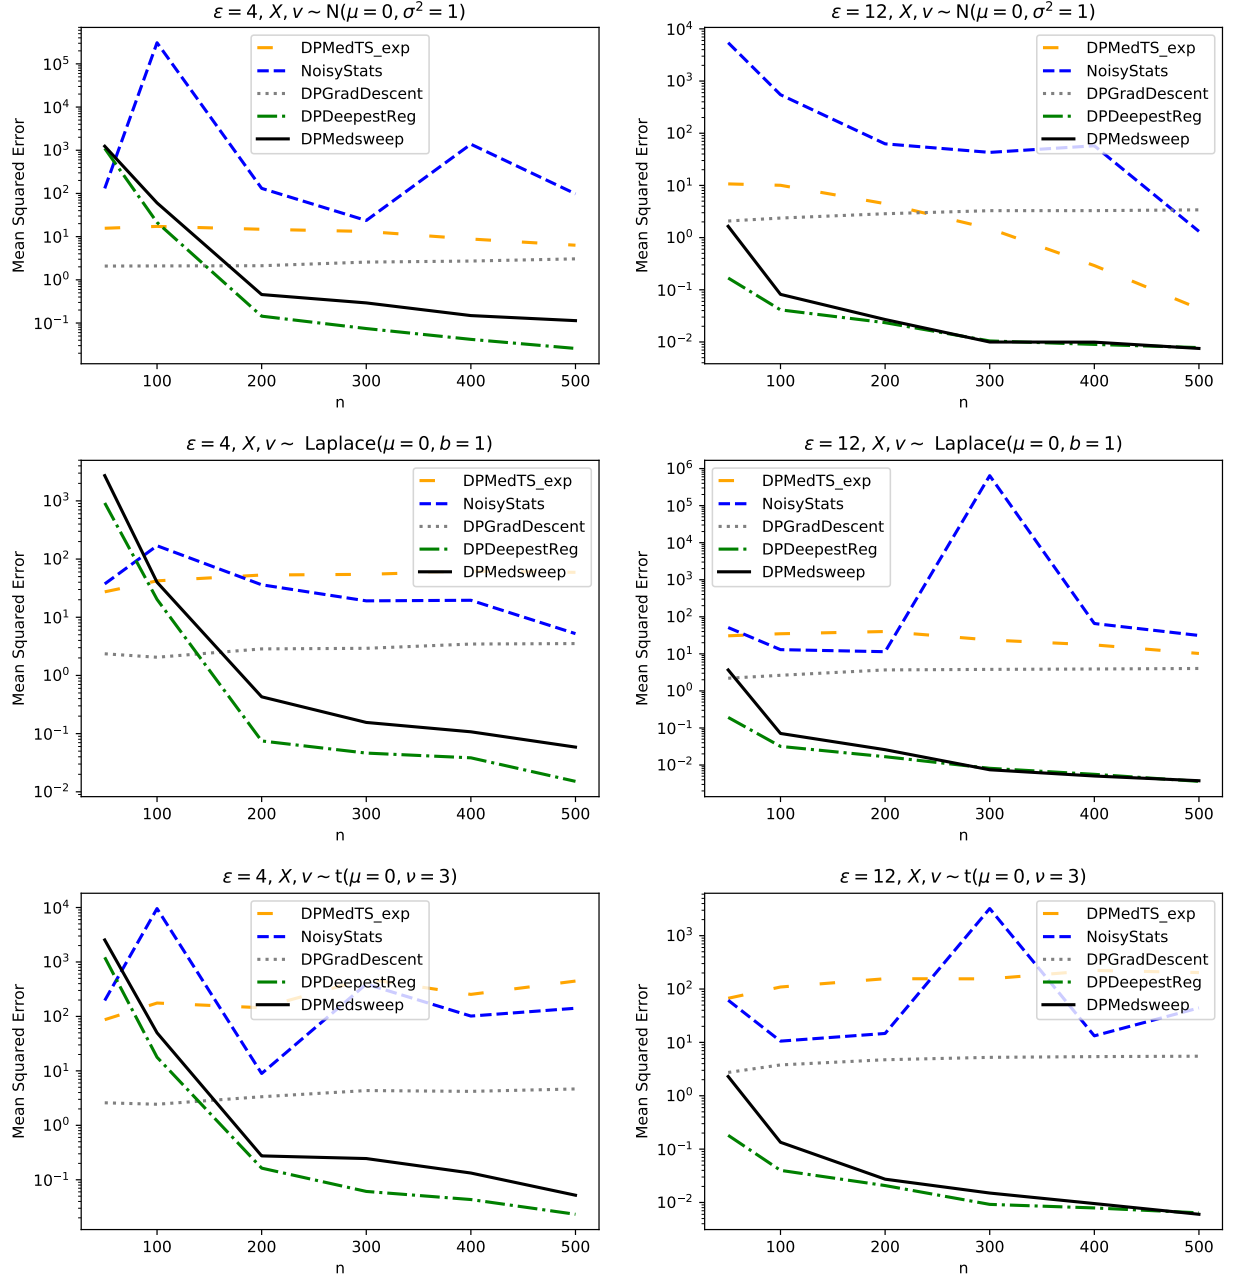 ε = 4, X, v ~ N(μ = 0, σ² = 1)
10⁵
10⁴
10³
10²
10¹
10⁰
10⁻¹
Mean Squared Error
DPMedTS_exp
NoisyStats
DPGradDescent
DPDeepestReg
DPMedsweep
100 200 300 400 500
n
ε = 12, X, v ~ N(μ = 0, σ² = 1)
10⁴
10³
10²
10¹
10⁰
10⁻¹
10⁻²
Mean Squared Error
DPMedTS_exp
NoisyStats
DPGradDescent
DPDeepestReg
DPMedsweep
100 200 300 400 500
n
ε = 4, X, v ~ Laplace(μ = 0, b = 1)
10³
10²
10¹
10⁰
10⁻¹
10⁻²
Mean Squared Error
DPMedTS_exp
NoisyStats
DPGradDescent
DPDeepestReg
DPMedsweep
100 200 300 400 500
n
ε = 12, X, v ~ Laplace(μ = 0, b = 1)
10⁶
10⁵
10⁴
10³
10²
10¹
10⁰
10⁻¹
10⁻²
Mean Squared Error
DPMedTS_exp
NoisyStats
DPGradDescent
DPDeepestReg
DPMedsweep
100 200 300 400 500
n
ε = 4, X, v ~ t(μ = 0, ν = 3)
10⁴
10³
10²
10¹
10⁰
10⁻¹
Mean Squared Error
DPMedTS_exp
NoisyStats
DPGradDescent
DPDeepestReg
DPMedsweep
100 200 300 400 500
n
ε = 12, X, v ~ t(μ = 0, ν = 3)
10³
10²
10¹
10⁰
10⁻¹
10⁻²
Mean Squared Error
DPMedTS_exp
NoisyStats
DPGradDescent
DPDeepestReg
DPMedsweep
100 200 300 400 500
n